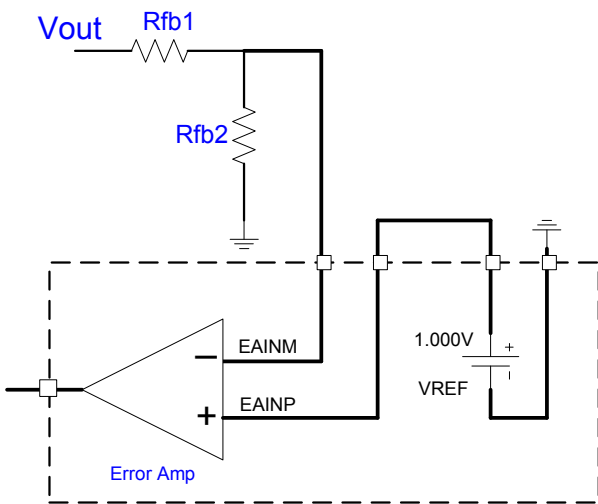 Rfb1
Vout
Rfb2
1.000V
+
-
VREF
− EAINM
+ EAINP
Error Amp